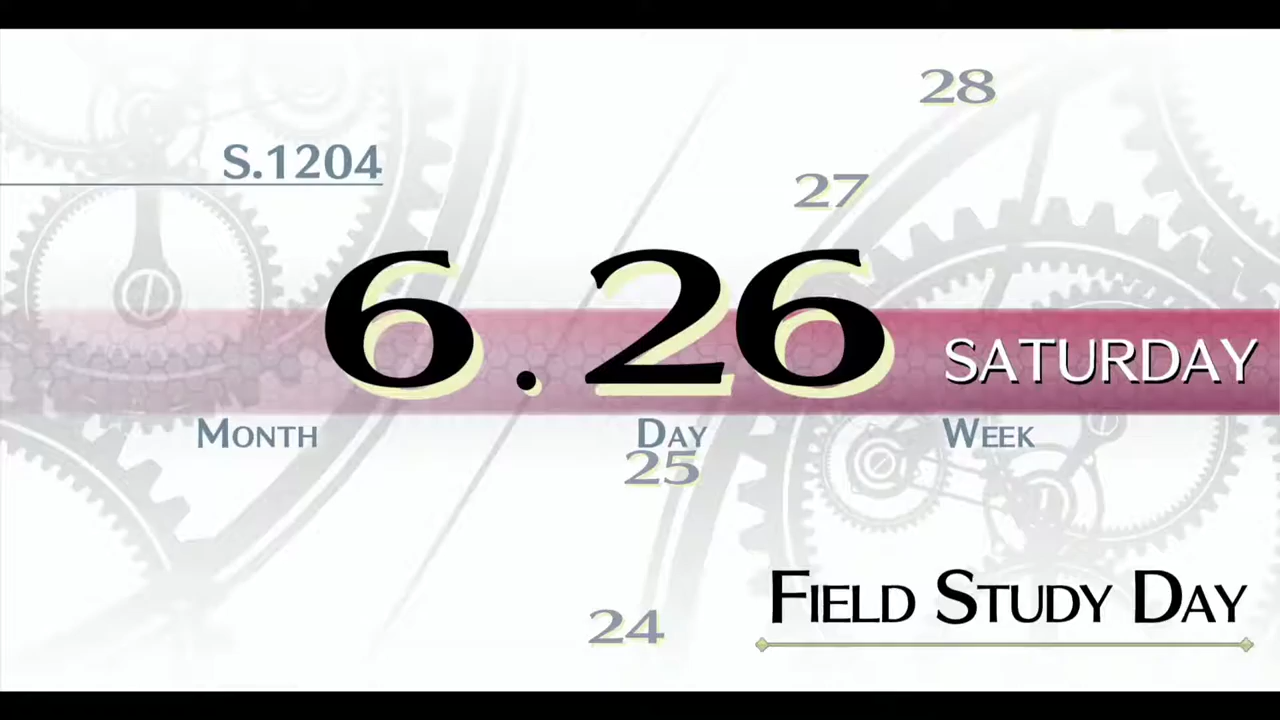 28
S.1204
27
6.26 SATURDAY
MONTH DAY WEEK
25
FIELD STUDY DAY
24